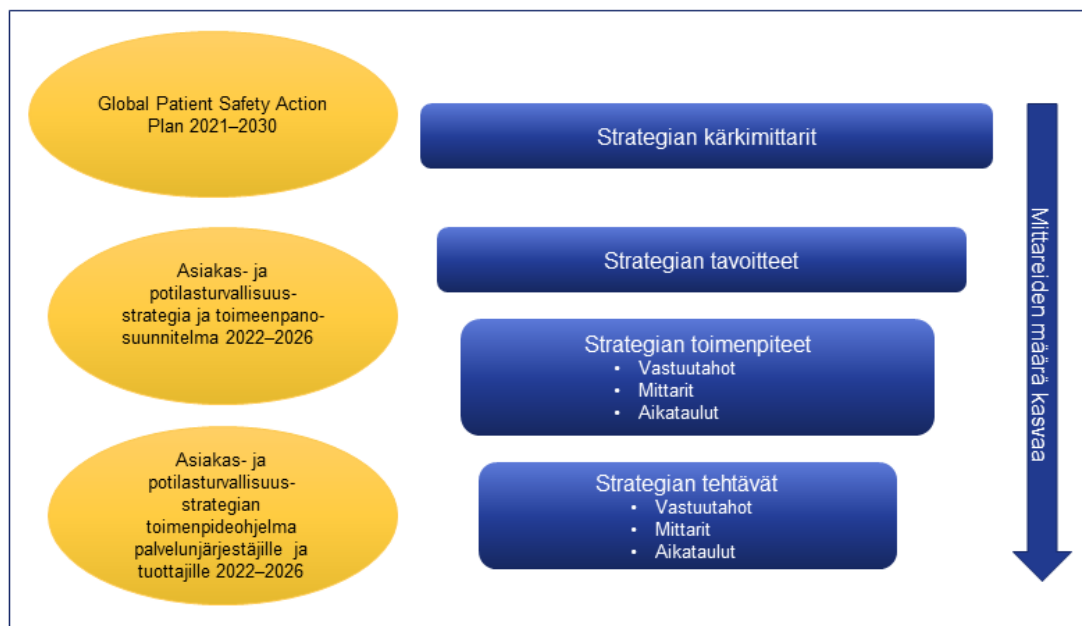 Global Patient Safety Action
Plan 2021–2030
Strategian kärkimittarit
Asiakas- ja
potilasturvallisuus-
strategia ja toimeenpano-
suunnitelma 2022–2026
Strategian tavoitteet
Strategian toimenpiteet
• Vastuutahot
• Mittarit
• Aikataulut
Asiakas- ja
potilasturvallisuus-
strategian
toimenpideohjelma
palvelunjärjestäjille ja
tuottajille 2022–2026
Strategian tehtävät
• Vastuutahot
• Mittarit
• Aikataulut
Mittareiden määrä kasvaa